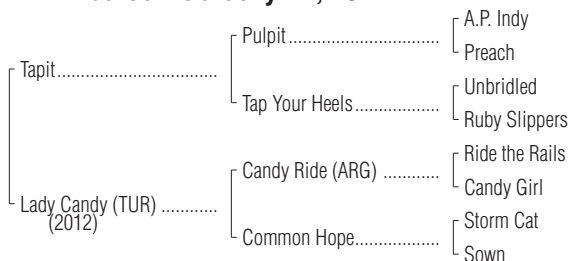 Pulpit
A.P. Indy
Preach
Tapit
Tap Your Heels
Unbridled
Ruby Slippers
Candy Ride (ARG)
Ride the Rails
Candy Girl
Lady Candy (TUR)
(2012)
Common Hope
Storm Cat
Sown